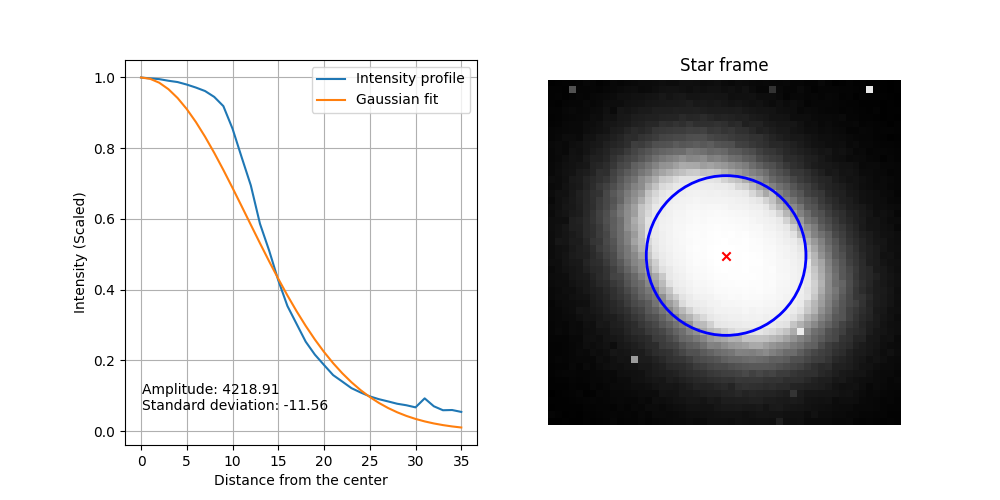 Star frame
Intensity profile
Gaussian fit
Intensity (Scaled)
1.0
0.8
0.6
0.4
0.2
0.0
Amplitude: 4218.91
Standard deviation: -11.56
0 5 10 15 20 25 30 35
Distance from the center